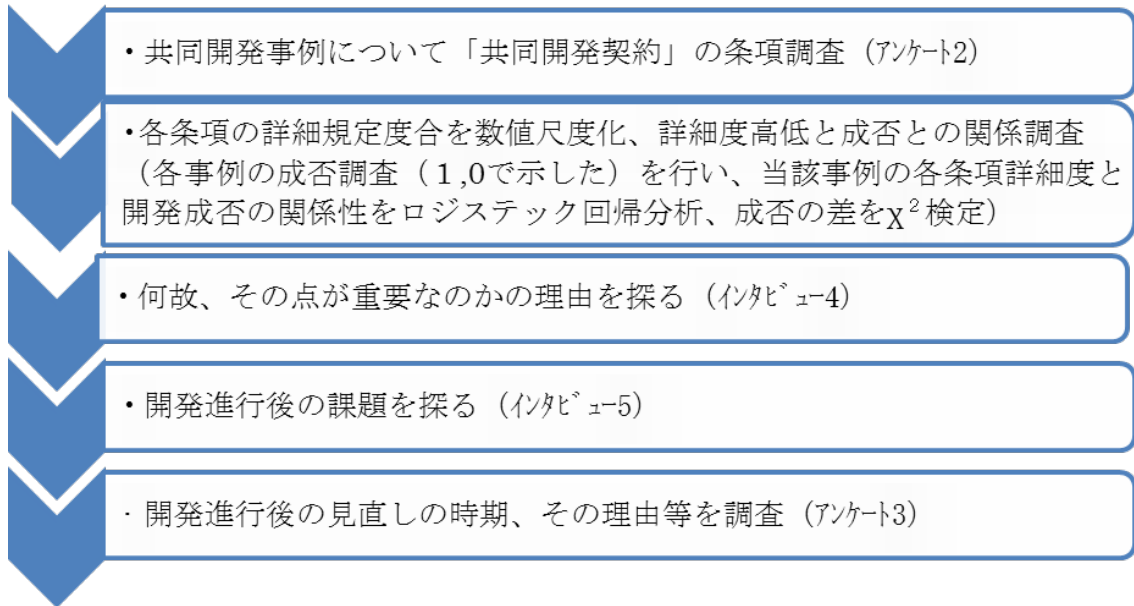 ・共同開発事例について「共同開発契約」の条項調査（ｱﾝｹｰﾄ2）
・各条項の詳細規定度合を数値尺度化、詳細度高低と成否との関係調査
（各事例の成否調査（１,0で示した）を行い、当該事例の各条項詳細度と
開発成否の関係性をロジステック回帰分析、成否の差をχ²検定）
・何故、その点が重要なのかの理由を探る（ｲﾝﾀﾋﾞｭｰ4）
・開発進行後の課題を探る（ｲﾝﾀﾋﾞｭｰ5）
・開発進行後の見直しの時期、その理由等を調査（ｱﾝｹｰﾄ3）